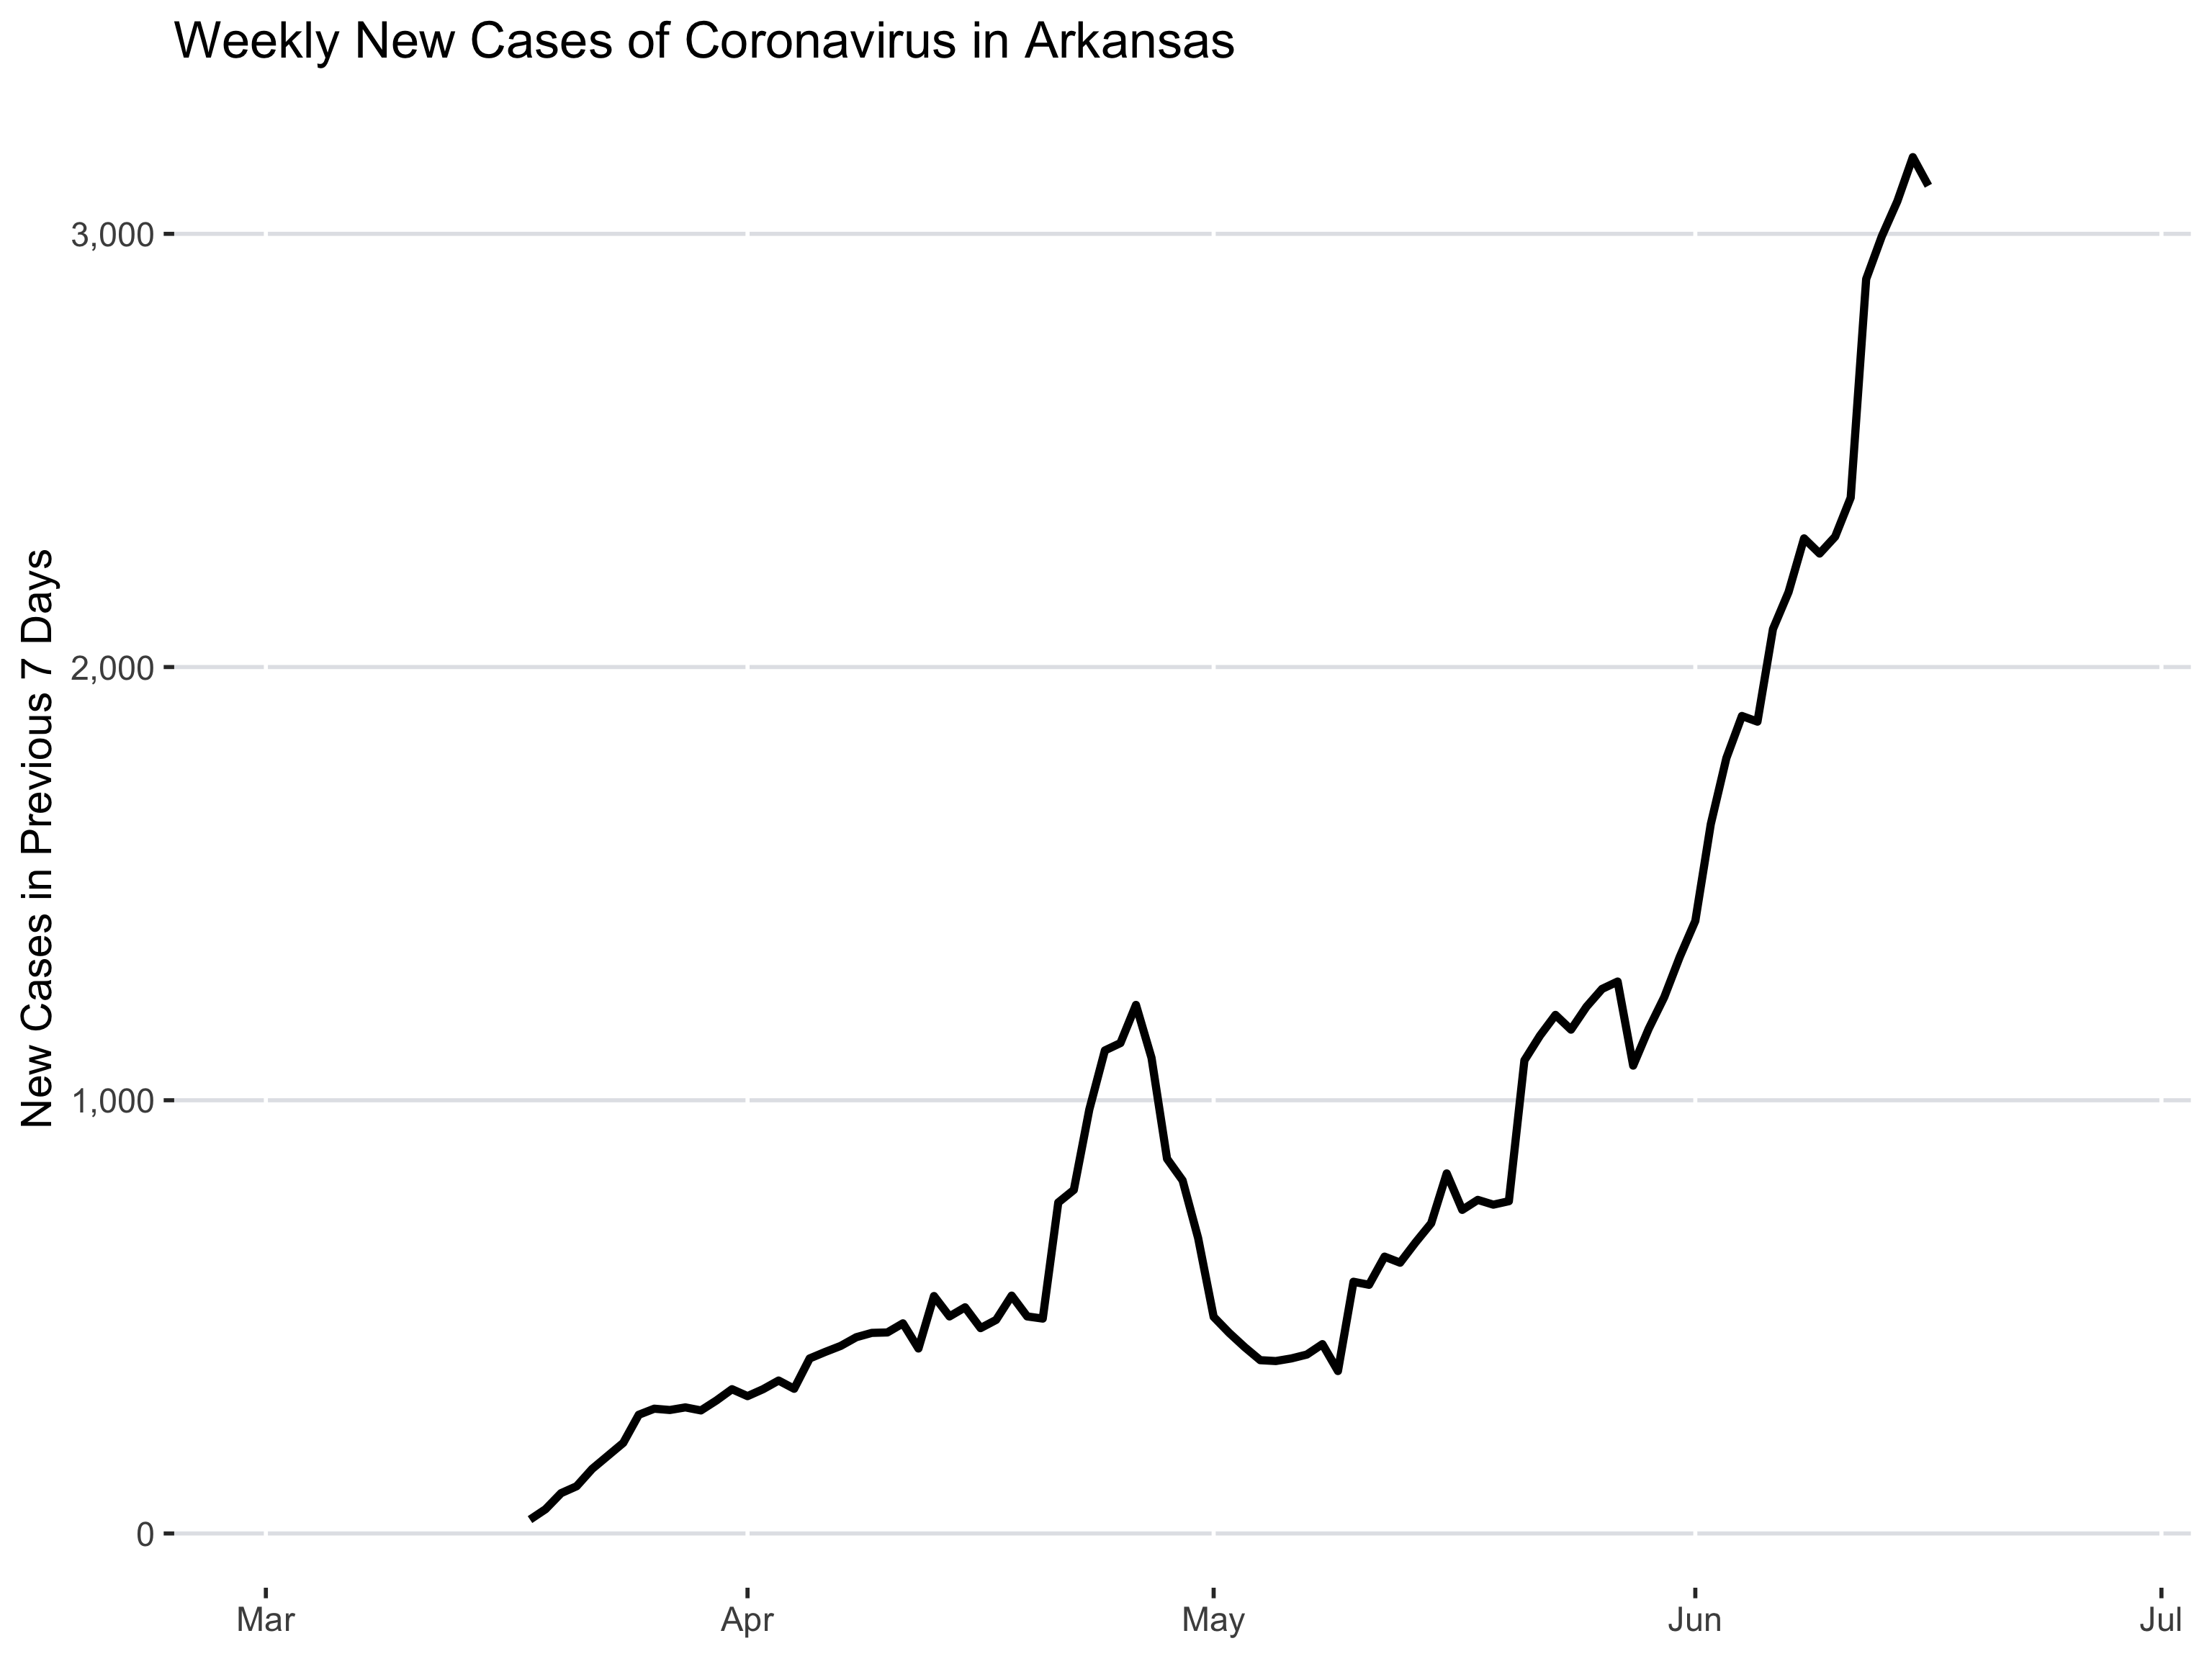 Weekly New Cases of Coronavirus in Arkansas
New Cases in Previous 7 Days
3,000
2,000
1,000
0
Mar
Apr
May
Jun
Jul